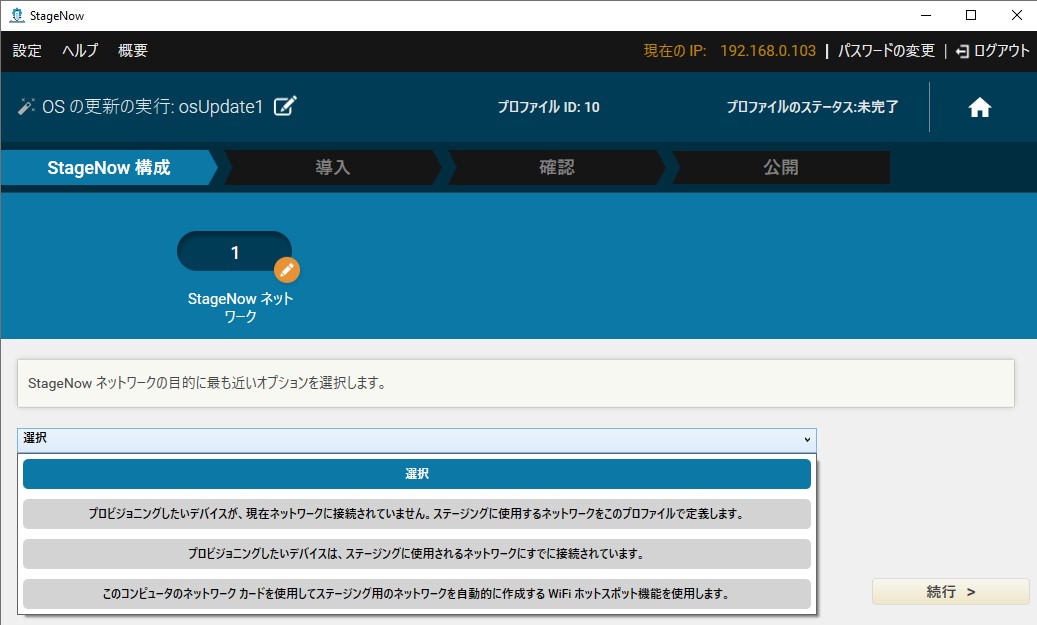 StageNow
設定 ヘルプ 概要 現在の IP: 192.168.0.103 | パスワードの変更 | ログアウト
OS の更新の実行: osUpdate1 プロファイル ID: 10 プロファイルのステータス:未完了
StageNow 構成 導入 確認 公開
1
StageNow ネット
ワーク
StageNow ネットワークの目的に最も近いオプションを選択します。
選択
選択
プロビジョニングしたいデバイスが、現在ネットワークに接続されていません。ステージングに使用するネットワークをこのプロファイルで定義します。
プロビジョニングしたいデバイスは、ステージングに使用されるネットワークにすでに接続されています。
このコンピュータのネットワーク カードを使用してステージング用のネットワークを自動的に作成する WiFi ホットスポット機能を使用します。
続行 >